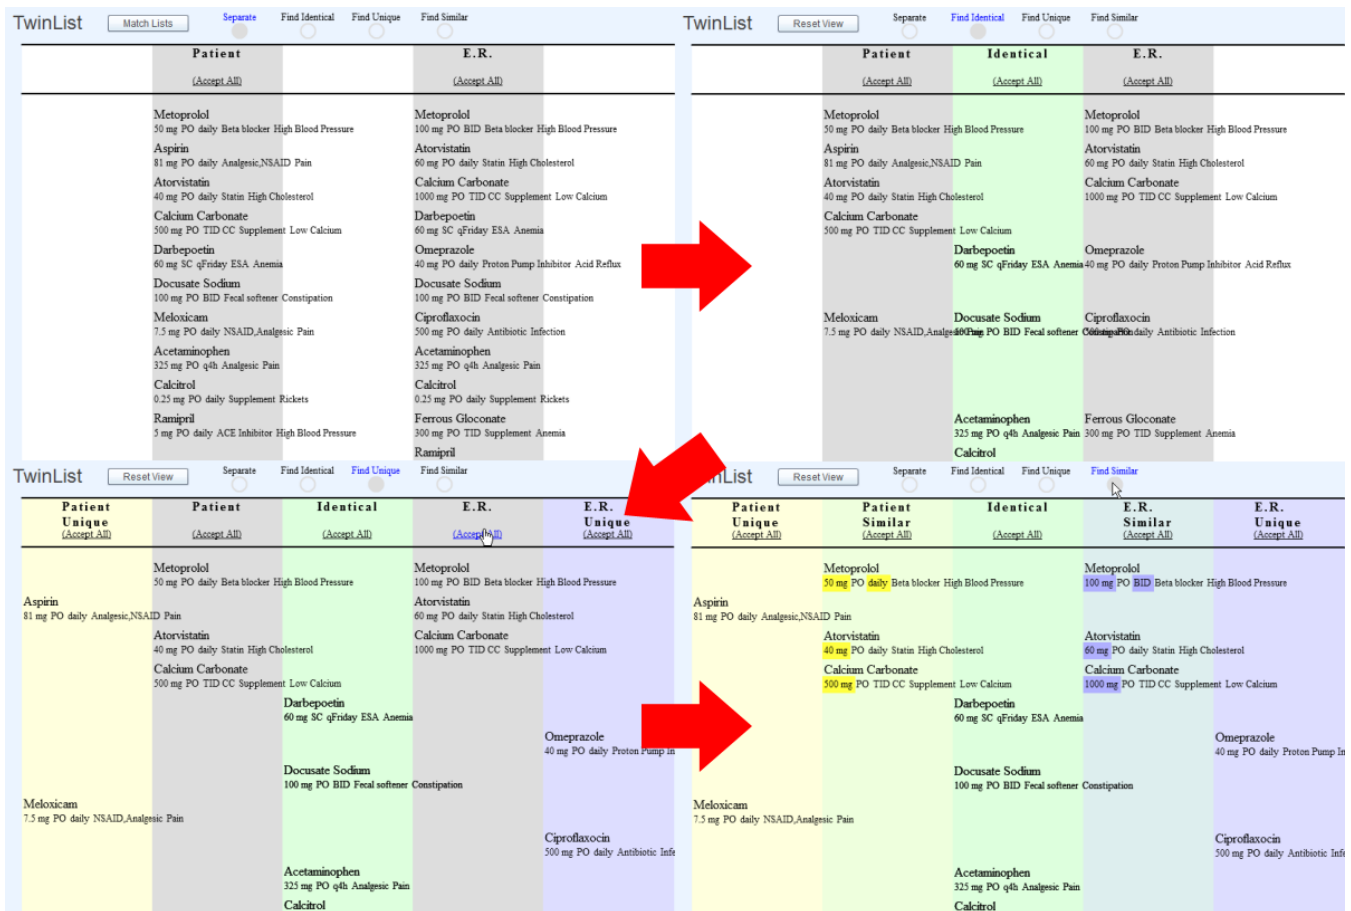 TwinList Match Lists Separate Find Identical Find Unique Find Similar
Patient E.R.
(Accept All) (Accept All)
Metoprolol Metoprolol
50 mg PO daily Beta blocker High Blood Pressure 100 mg PO BID Beta blocker High Blood Pressure
Aspirin Atorvistatin
81 mg PO daily Analgesic,NSAID Pain 60 mg PO daily Statin High Cholesterol
Atorvistatin Calcium Carbonate
40 mg PO daily Statin High Cholesterol 1000 mg PO TID CC Supplement Low Calcium
Calcium Carbonate Darbepoetin
500 mg PO TID CC Supplement Low Calcium 60 mg SC qFriday ESA Anemia
Darbepoetin Omeprazole
60 mg SC qFriday ESA Anemia 40 mg PO daily Proton Pump Inhibitor Acid Reflux
Docusate Sodium Docusate Sodium
100 mg PO BID Fecal softener Constipation 100 mg PO BID Fecal softener Constipation
Meloxicam Ciproflaxocin
7.5 mg PO daily NSAID,Analgesic Pain 500 mg PO daily Antibiotic Infection
Acetaminophen Acetaminophen
325 mg PO q4h Analgesic Pain 325 mg PO q4h Analgesic Pain
Calcitrol Calcitrol
0.25 mg PO daily Supplement Rickets 0.25 mg PO daily Supplement Rickets
Ramipril Ferrous Gloconate
5 mg PO daily ACE Inhibitor High Blood Pressure 300 mg PO TID Supplement Anemia
Ramipril
TwinList Reset View Separate Find Identical Find Unique Find Similar
Patient Identical E.R.
(Accept All) (Accept All) (Accept All)
Metoprolol Metoprolol
50 mg PO daily Beta blocker High Blood Pressure 100 mg PO BID Beta blocker High Blood Pressure
Aspirin Atorvistatin
81 mg PO daily Analgesic,NSAID Pain 60 mg PO daily Statin High Cholesterol
Atorvistatin Calcium Carbonate
40 mg PO daily Statin High Cholesterol 1000 mg PO TID CC Supplement Low Calcium
Calcium Carbonate
500 mg PO TID CC Supplement Low Calcium
Darbepoetin Omeprazole
60 mg SC qFriday ESA Anemia 40 mg PO daily Proton Pump Inhibitor Acid Reflux
Meloxicam Docusate Sodium Ciproflaxocin
7.5 mg PO daily PO BID Fecal softener daily Antibiotic Infection
Acetaminophen Ferrous Gloconate
325 mg PO q4h Analgesic Pain 300 mg PO TID Supplement Anemia
Calcitrol
TwinList Reset View Separate Find Identical Find Unique Find Similar
Patient Patient Identical E.R. E.R.
Unique Unique
(Accept All) (Accept All) (Accept All) (Accept All)
Metoprolol Metoprolol
50 mg PO daily Beta blocker High Blood Pressure 100 mg PO BID Beta blocker High Blood Pressure
Aspirin Atorvistatin
81 mg PO daily Analgesic,NSAID Pain 60 mg PO daily Statin High Cholesterol
Atorvistatin Calcium Carbonate
40 mg PO daily Statin High Cholesterol 1000 mg PO TID CC Supplement Low Calcium
Calcium Carbonate
500 mg PO TID CC Supplement Low Calcium
Darbepoetin
60 mg SC qFriday ESA Anemia
Omeprazole
40 mg PO daily Proton Pump In
Docusate Sodium
100 mg PO BID Fecal softener Constipation
Meloxicam
7.5 mg PO daily NSAID,Analgesic Pain
Ciproflaxocin
500 mg PO daily Antibiotic Infe
Acetaminophen
325 mg PO q4h Analgesic Pain
Calcitrol
nList Reset View Separate Find Identical Find Unique Find Similar
Patient Patient Identical E.R. E.R.
Unique Similar Similar Unique
(Accept All) (Accept All) (Accept All) (Accept All) (Accept All)
Metoprolol Metoprolol
50 mg PO daily Beta blocker High Blood Pressure 100 mg PO BID Beta blocker High Blood Pressure
Aspirin
81 mg PO daily Analgesic,NSAID Pain
Atorvistatin Atorvistatin
40 mg PO daily Statin High Cholesterol 60 mg PO daily Statin High Cholesterol
Calcium Carbonate Calcium Carbonate
500 mg PO TID CC Supplement Low Calcium 1000 mg PO TID CC Supplement Low Calcium
Darbepoetin
60 mg SC qFriday ESA Anemia
Omeprazole
40 mg PO daily Proton Pump In
Docusate Sodium
100 mg PO BID Fecal softener Constipation
Meloxicam
7.5 mg PO daily NSAID,Analgesic Pain
Ciproflaxocin
500 mg PO daily Antibiotic Infe
Acetaminophen
325 mg PO q4h Analgesic Pain
Calcitrol